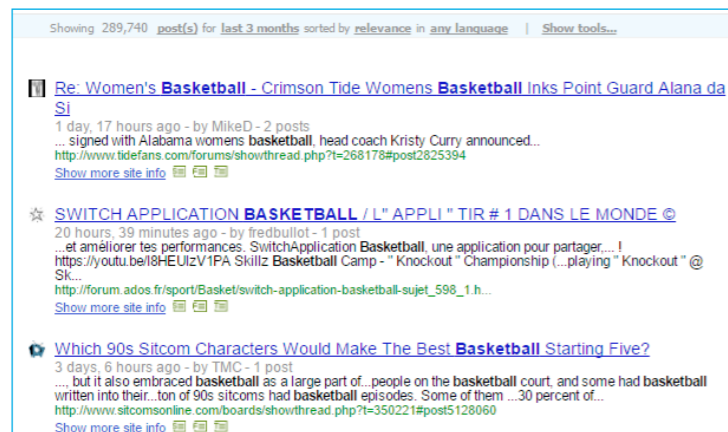 Showing 289,740 post(s) for last 3 months sorted by relevance in any language | Show tools...
Re: Women's Basketball - Crimson Tide Womens Basketball Inks Point Guard Alana da
Si
1 day, 17 hours ago - by MikeD - 2 posts
... signed with Alabama womens basketball, head coach Kristy Curry announced...
http://www.tidefans.com/forums/showthread.php?t=268178#post2825394
Show more site info
SWITCH APPLICATION BASKETBALL / L" APPLI " TIR # 1 DANS LE MONDE ©
20 hours, 39 minutes ago - by fredbullot - 1 post
...et améliorer tes performances. SwitchApplication Basketball, une application pour partager,... !
https://youtu.be/I8HEUIzV1PA Skillz Basketball Camp - " Knockout " Championship (...playing " Knockout " @
Sk...
http://forum.ados.fr/sport/Basket/switch-application-basketball-sujet_598_1.h...
Show more site info
Which 90s Sitcom Characters Would Make The Best Basketball Starting Five?
3 days, 6 hours ago - by TMC - 1 post
..., but it also embraced basketball as a large part of...people on the basketball court, and some had basketball
written into their...ton of 90s sitcoms had basketball episodes. Some of them ...30 percent of...
http://www.sitcomsonline.com/boards/showthread.php?t=350221#post5128060
Show more site info